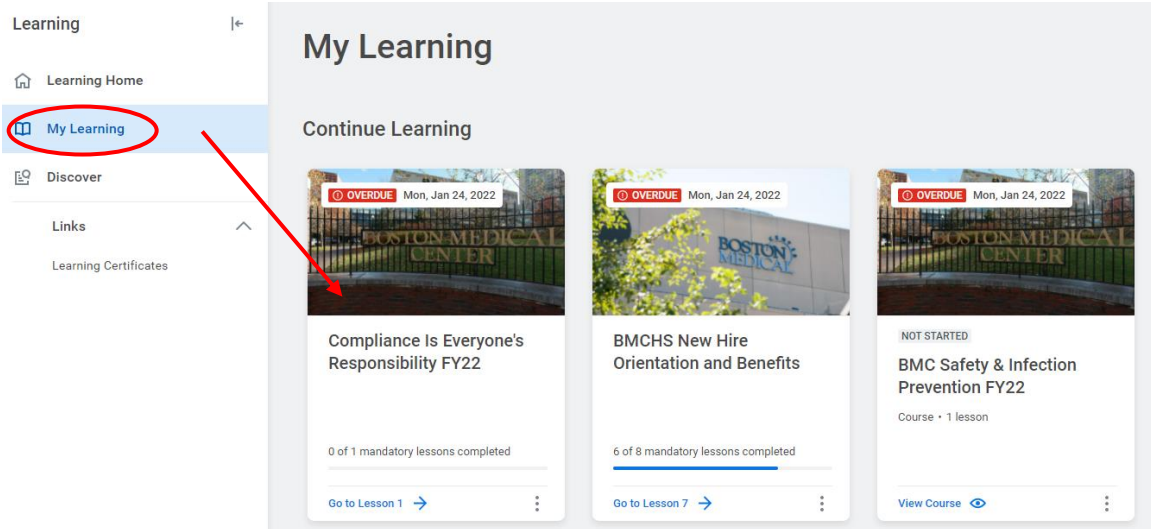 Learning
Learning Home
My Learning
Discover
Links
Learning Certificates
My Learning
Continue Learning
OVERDUE Mon, Jan 24, 2022
BOSTON MEDICAL
CENTER
Compliance Is Everyone's
Responsibility FY22
0 of 1 mandatory lessons completed
Go to Lesson 1
OVERDUE Mon, Jan 24, 2022
BOSTON
MEDICAL
BMCHS New Hire
Orientation and Benefits
6 of 8 mandatory lessons completed
Go to Lesson 7
OVERDUE Mon, Jan 24, 2022
BOSTON MEDICAL
CENTER
NOT STARTED
BMC Safety & Infection
Prevention FY22
Course • 1 lesson
View Course